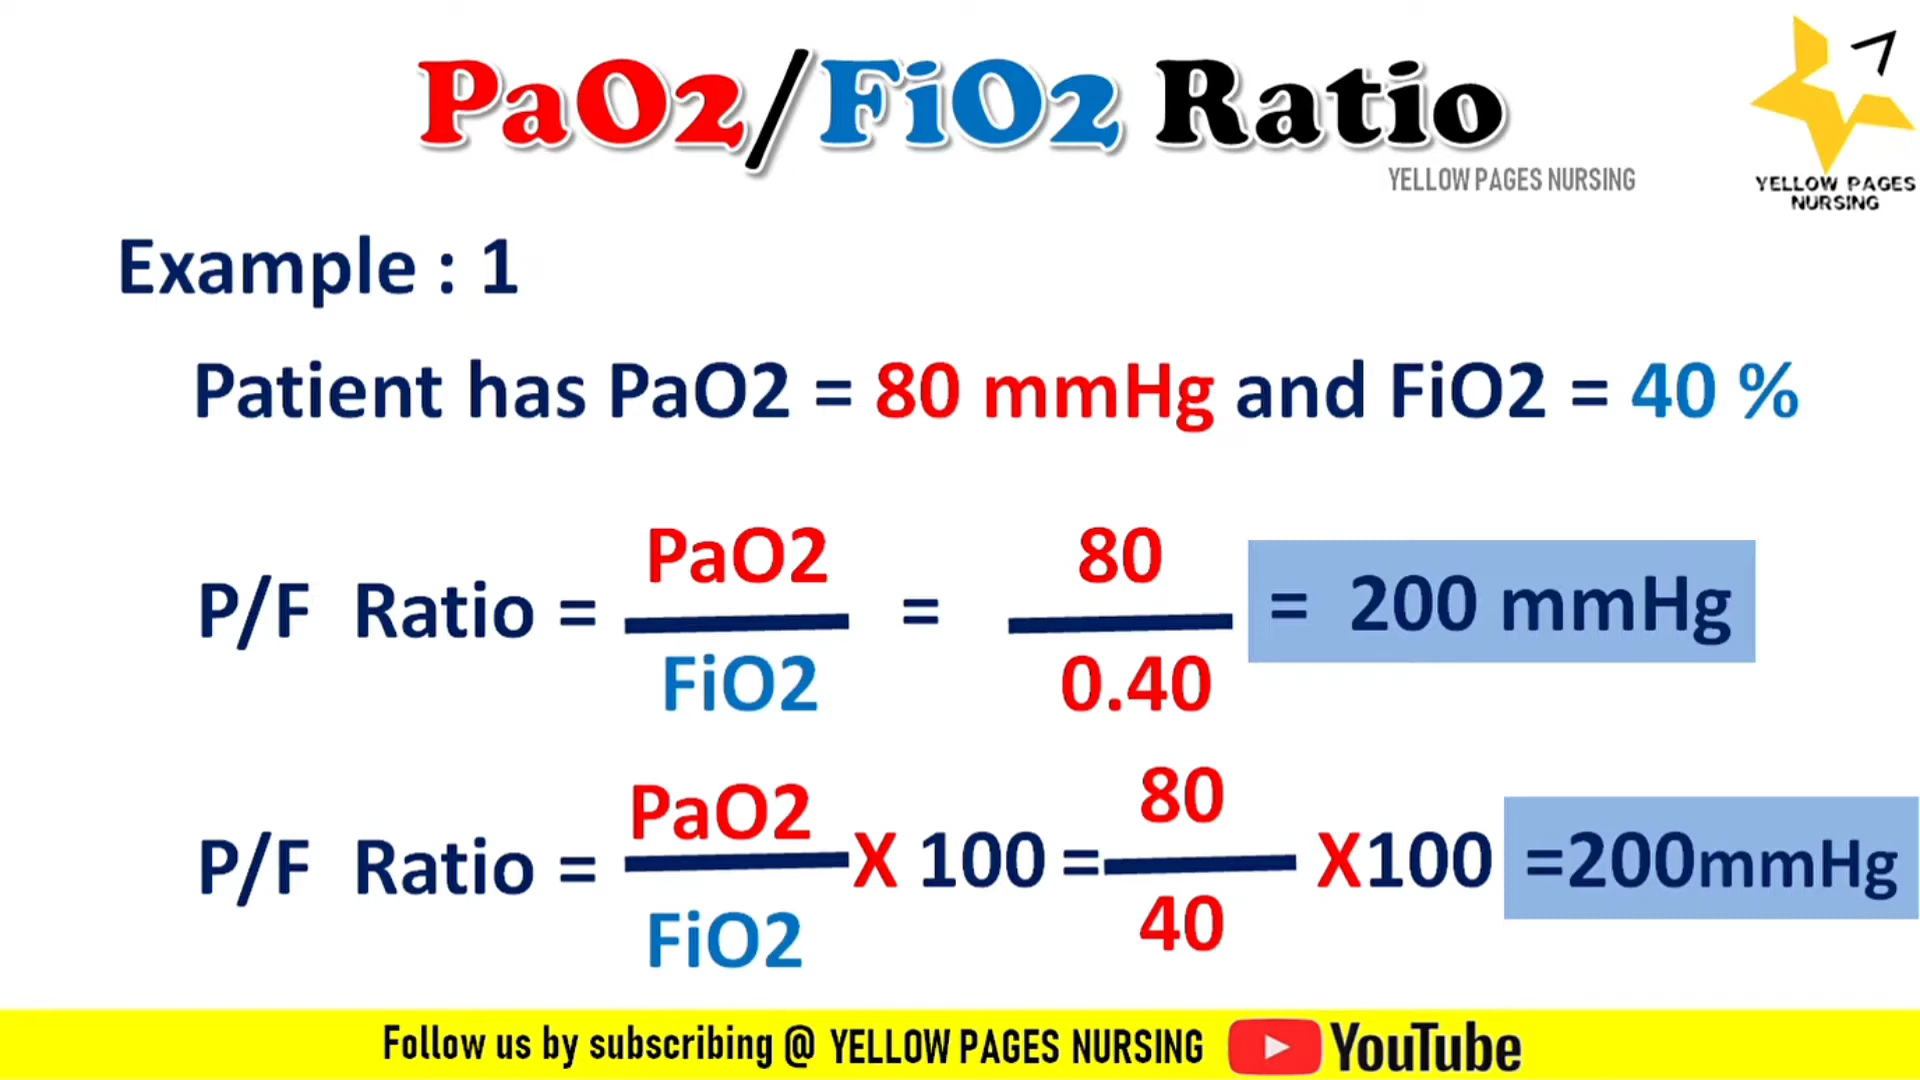 PaO2/FiO2 Ratio
YELLOW PAGES NURSING
YELLOW PAGES
NURSING
Example : 1
Patient has PaO2 = 80 mmHg and FiO2 = 40 %
P/F Ratio = PaO2 / FiO2 = 80 / 0.40 = 200 mmHg
P/F Ratio = PaO2 / FiO2 X 100 = 80 / 40 X100 =200mmHg
Follow us by subscribing @ YELLOW PAGES NURSING YouTube